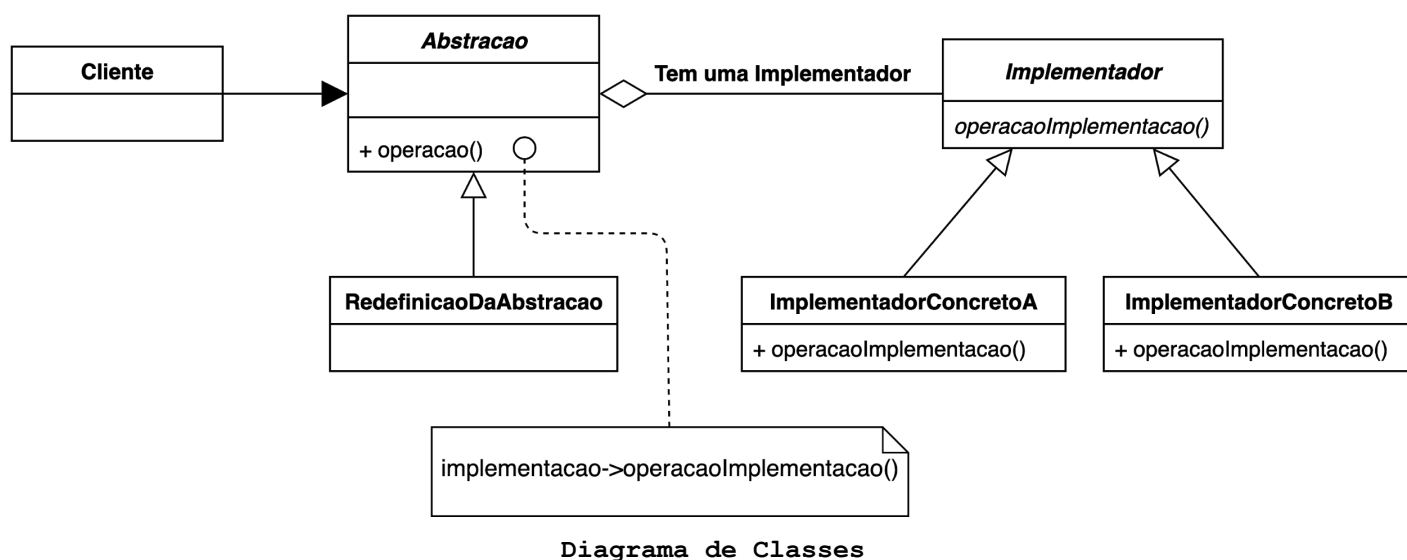 Cliente
Abstracao
+ operacao()
Tem uma Implementador
Implementador
operacaoImplementacao()
RedefinicaoDaAbstracao
ImplementadorConcretoA
+ operacaoImplementacao()
ImplementadorConcretoB
+ operacaoImplementacao()
implementacao->operacaoImplementacao()
Diagrama de Classes